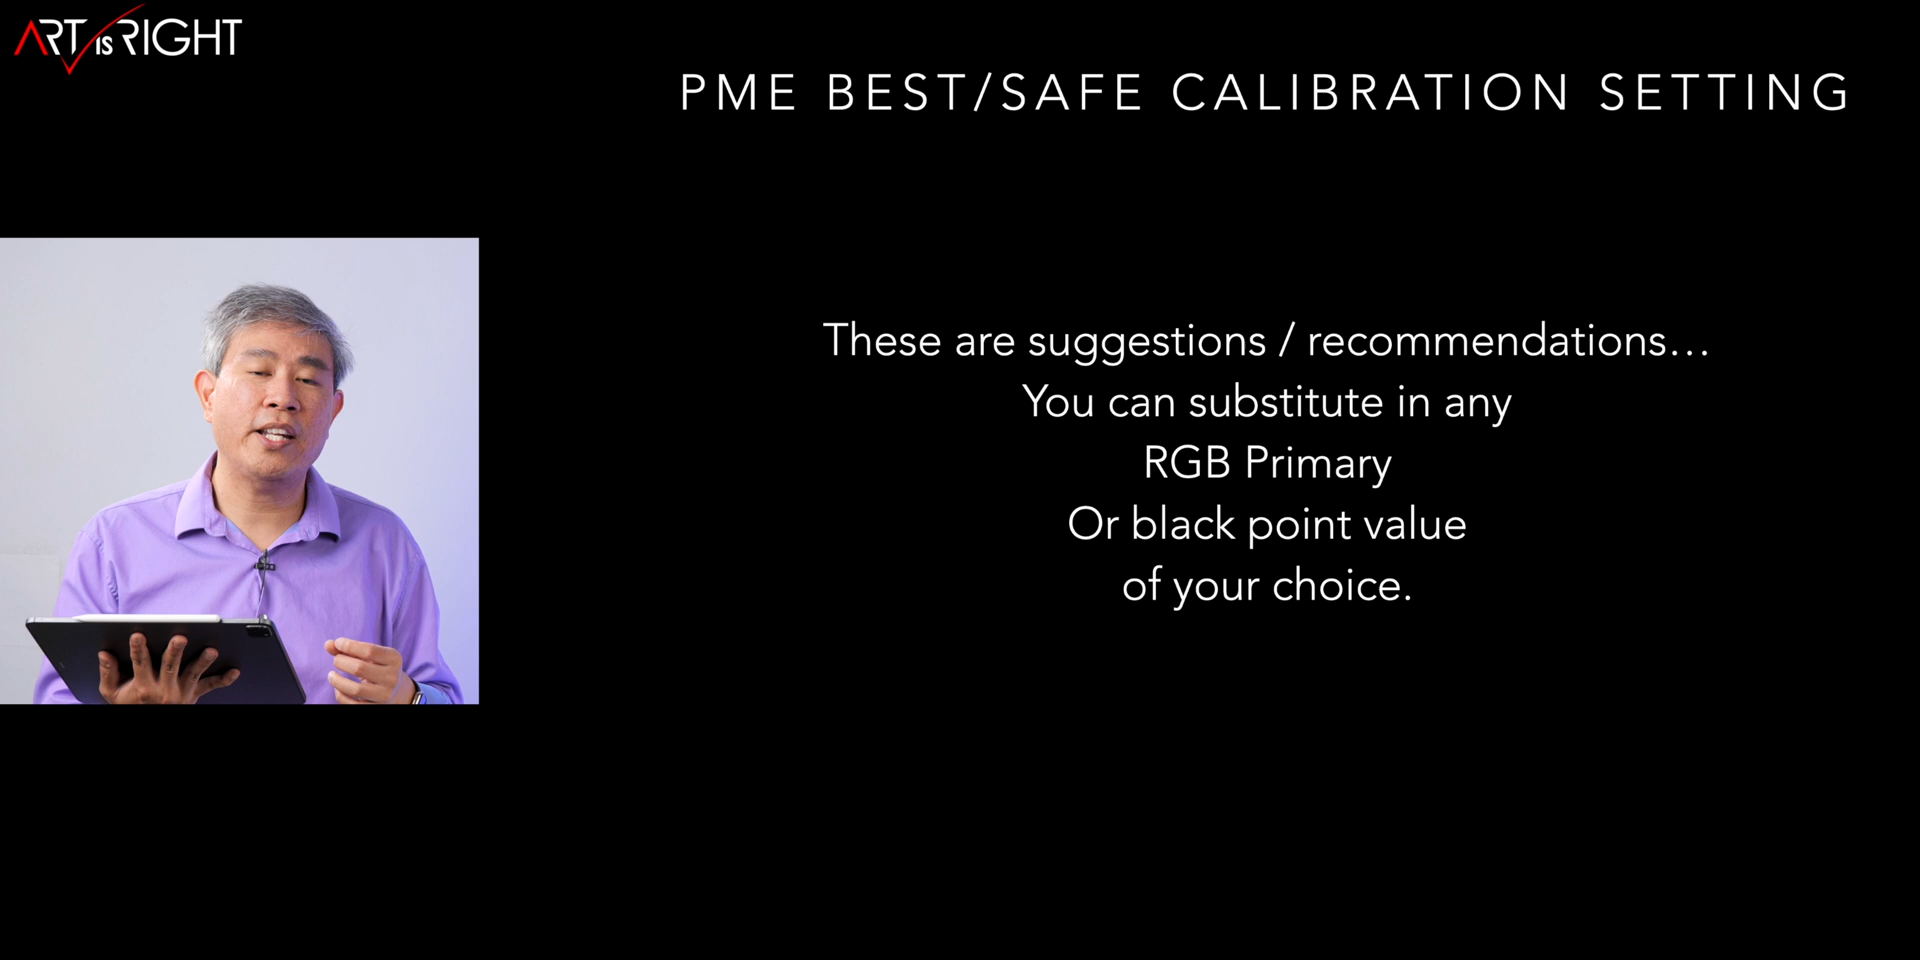 ART is RIGHT
PME BEST/SAFE CALIBRATION SETTING
These are suggestions / recommendations…
You can substitute in any
RGB Primary
Or black point value
of your choice.